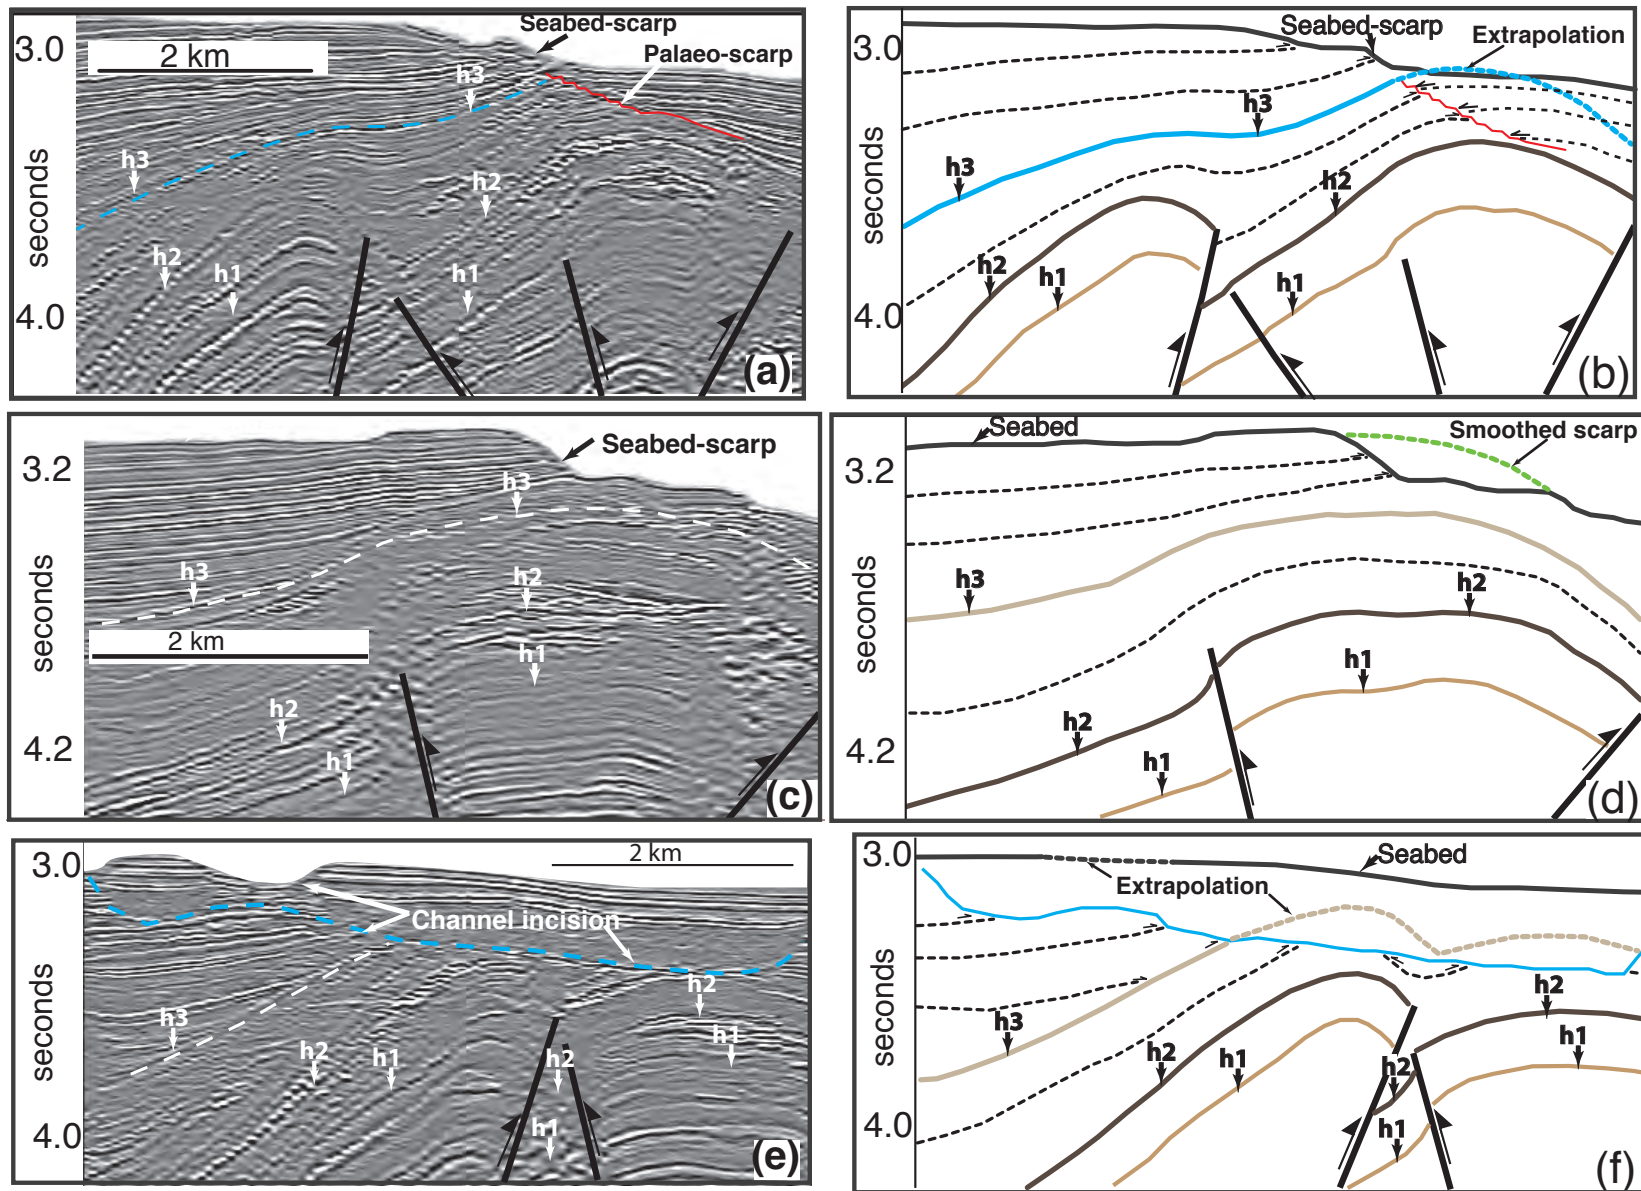 Seabed-scarp
3.0
2 km
Palaeo-scarp
h3
h3
h2
h2
h1
h1
seconds
4.0
(a)
3.0
Seabed-scarp
Extrapolation
h3
h3
h2
h2
h1
h1
seconds
4.0
(b)
3.2
Seabed-scarp
h3
h3
h2
2 km
h1
h2
h1
seconds
4.2
(c)
Seabed
Smoothed scarp
3.2
h3
h2
h1
h2
h1
seconds
4.2
(d)
3.0
2 km
Channel incision
h2
h3
h1
h2
h1
h2
h1
seconds
4.0
(e)
3.0
Seabed
Extrapolation
h2
h3
h1
h2
h1
h2
h1
seconds
4.0
(f)